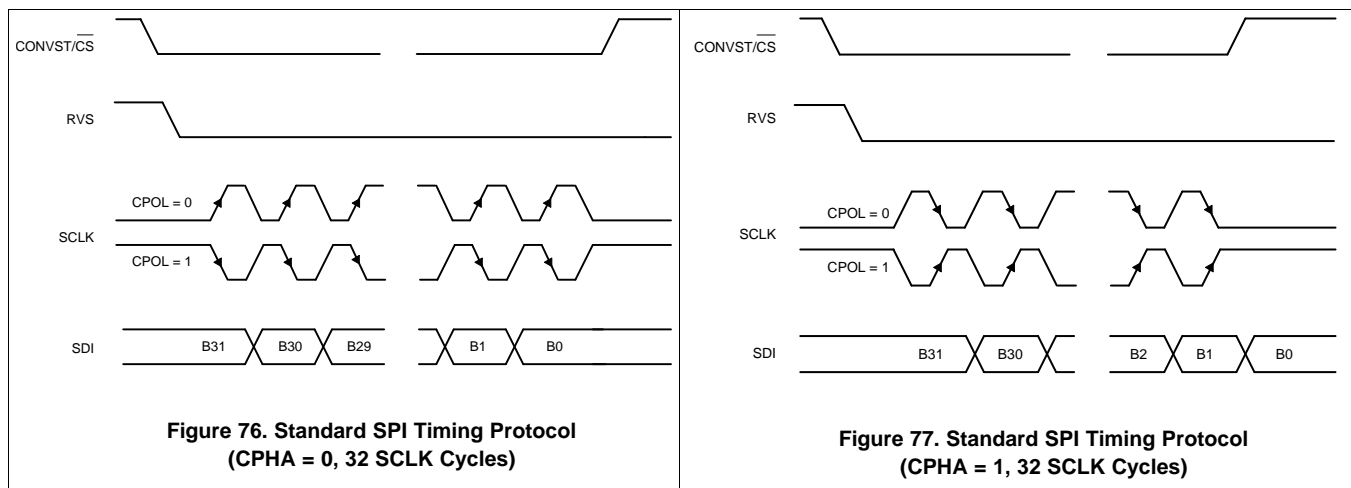 CONVST/CS
RVS
CPOL = 0
SCLK
CPOL = 1
SDI
B31 B30 B29 B1 B0
Figure 76. Standard SPI Timing Protocol
(CPHA = 0, 32 SCLK Cycles)
CONVST/CS
RVS
CPOL = 0
SCLK
CPOL = 1
SDI
B31 B30 B2 B1 B0
Figure 77. Standard SPI Timing Protocol
(CPHA = 1, 32 SCLK Cycles)